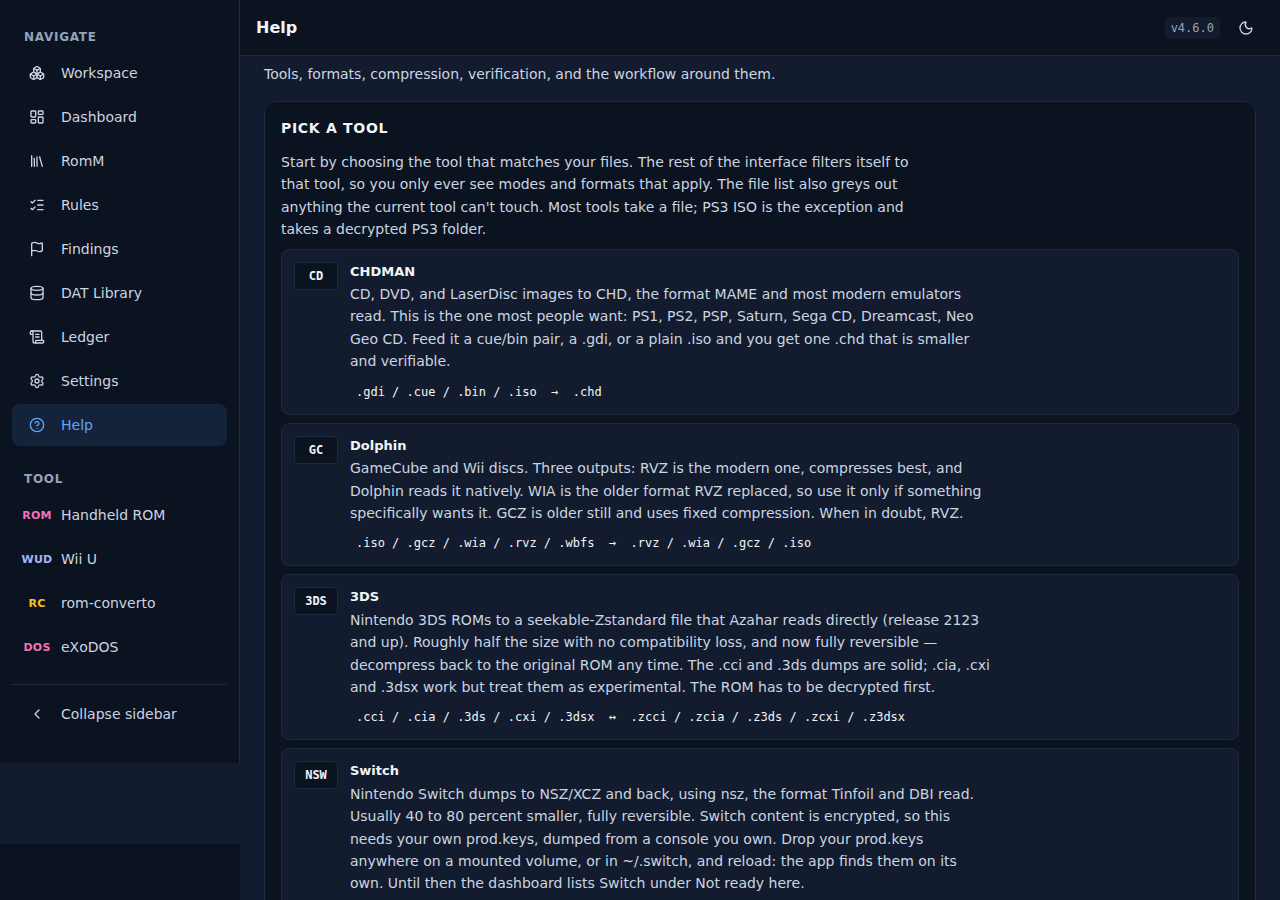 NAVIGATE
Workspace
Dashboard
RomM
Rules
Findings
DAT Library
Ledger
Settings
Help
TOOL
ROM Handheld ROM
WUD Wii U
RC rom-converto
DOS eXoDOS
Collapse sidebar
Help
v4.6.0
Tools, formats, compression, verification, and the workflow around them.
PICK A TOOL
Start by choosing the tool that matches your files. The rest of the interface filters itself to
that tool, so you only ever see modes and formats that apply. The file list also greys out
anything the current tool can't touch. Most tools take a file; PS3 ISO is the exception and
takes a decrypted PS3 folder.
CD
CHDMAN
CD, DVD, and LaserDisc images to CHD, the format MAME and most modern emulators
read. This is the one most people want: PS1, PS2, PSP, Saturn, Sega CD, Dreamcast, Neo
Geo CD. Feed it a cue/bin pair, a .gdi, or a plain .iso and you get one .chd that is smaller
and verifiable.
.gdi / .cue / .bin / .iso → .chd
GC
Dolphin
GameCube and Wii discs. Three outputs: RVZ is the modern one, compresses best, and
Dolphin reads it natively. WIA is the older format RVZ replaced, so use it only if something
specifically wants it. GCZ is older still and uses fixed compression. When in doubt, RVZ.
.iso / .gcz / .wia / .rvz / .wbfs → .rvz / .wia / .gcz / .iso
3DS
3DS
Nintendo 3DS ROMs to a seekable-Zstandard file that Azahar reads directly (release 2123
and up). Roughly half the size with no compatibility loss, and now fully reversible —
decompress back to the original ROM any time. The .cci and .3ds dumps are solid; .cia, .cxi
and .3dsx work but treat them as experimental. The ROM has to be decrypted first.
.cci / .cia / .3ds / .cxi / .3dsx ↔ .zcci / .zcia / .z3ds / .zcxi / .z3dsx
NSW
Switch
Nintendo Switch dumps to NSZ/XCZ and back, using nsz, the format Tinfoil and DBI read.
Usually 40 to 80 percent smaller, fully reversible. Switch content is encrypted, so this
needs your own prod.keys, dumped from a console you own. Drop your prod.keys
anywhere on a mounted volume, or in ~/.switch, and reload: the app finds them on its
own. Until then the dashboard lists Switch under Not ready here.